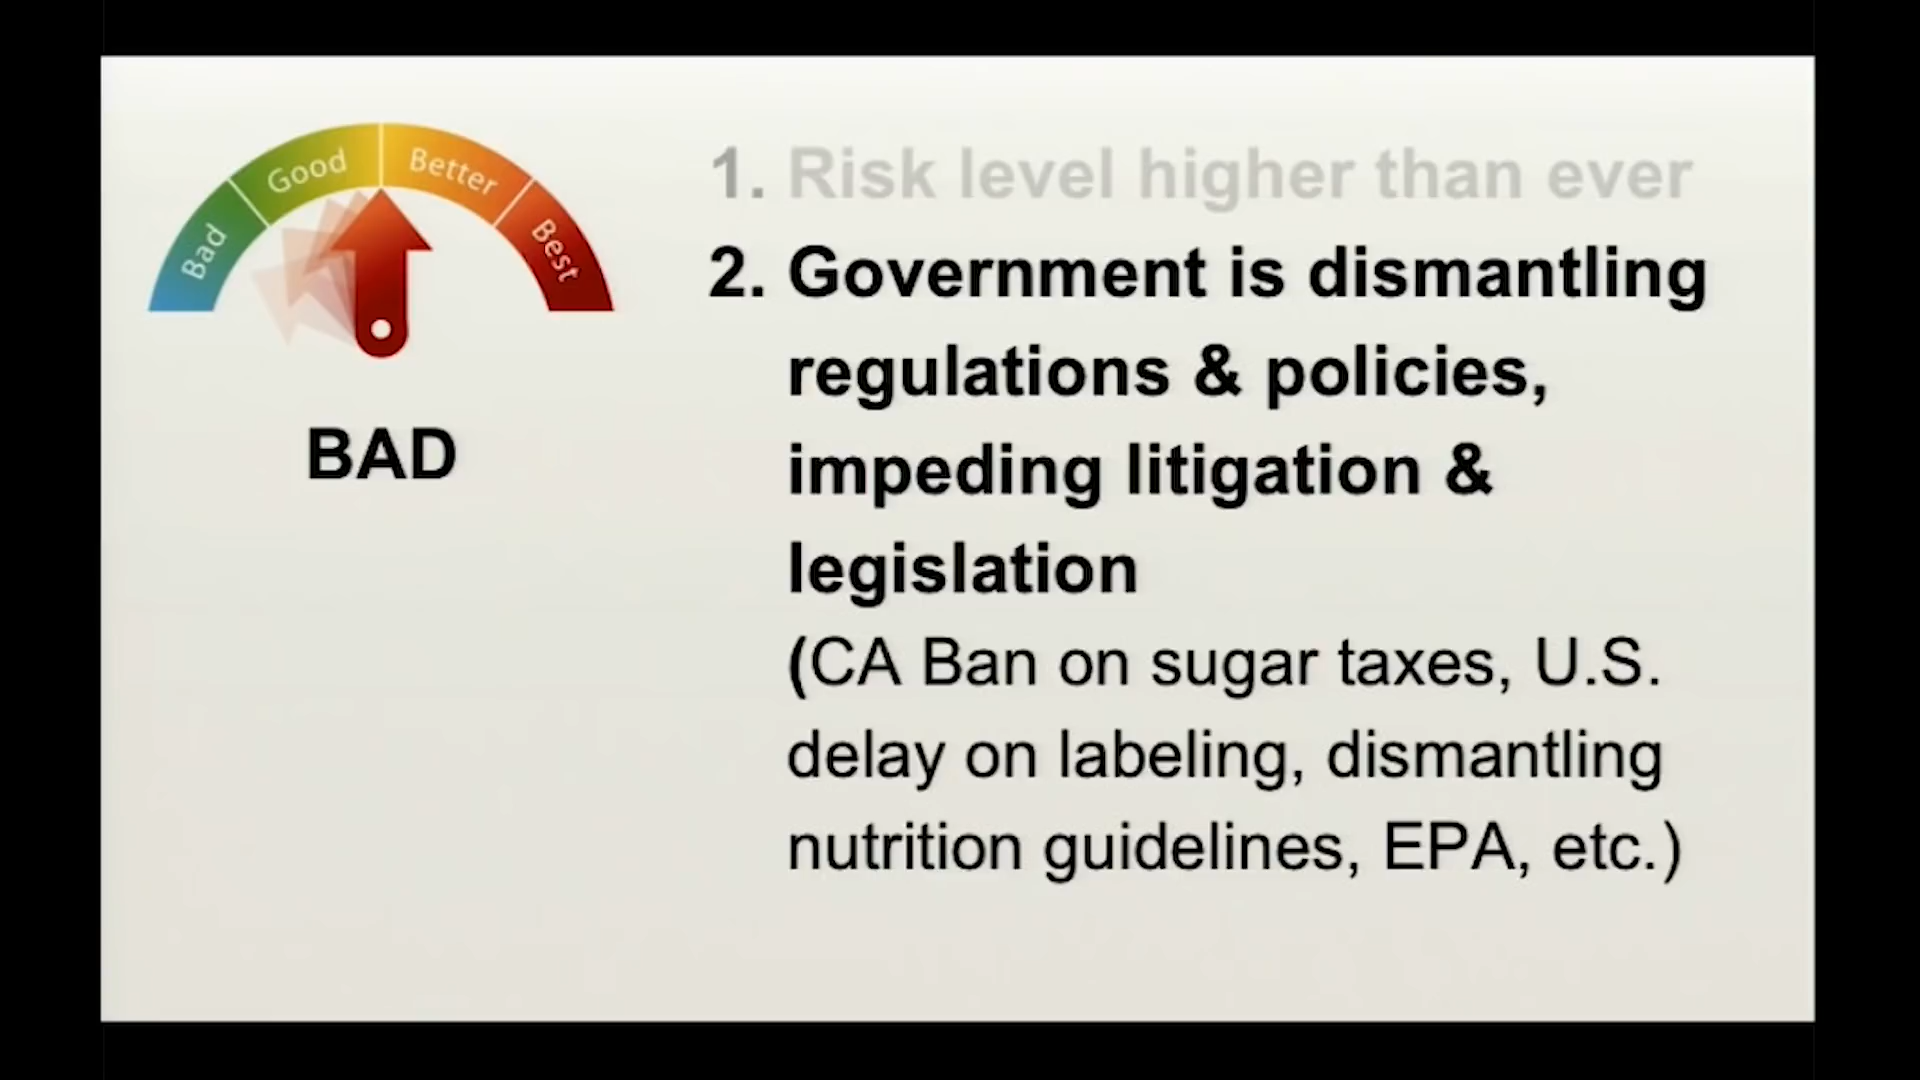 Bad
Good
Better
Best
BAD
1. Risk level higher than ever
2. Government is dismantling
regulations & policies,
impeding litigation &
legislation
(CA Ban on sugar taxes, U.S.
delay on labeling, dismantling
nutrition guidelines, EPA, etc.)